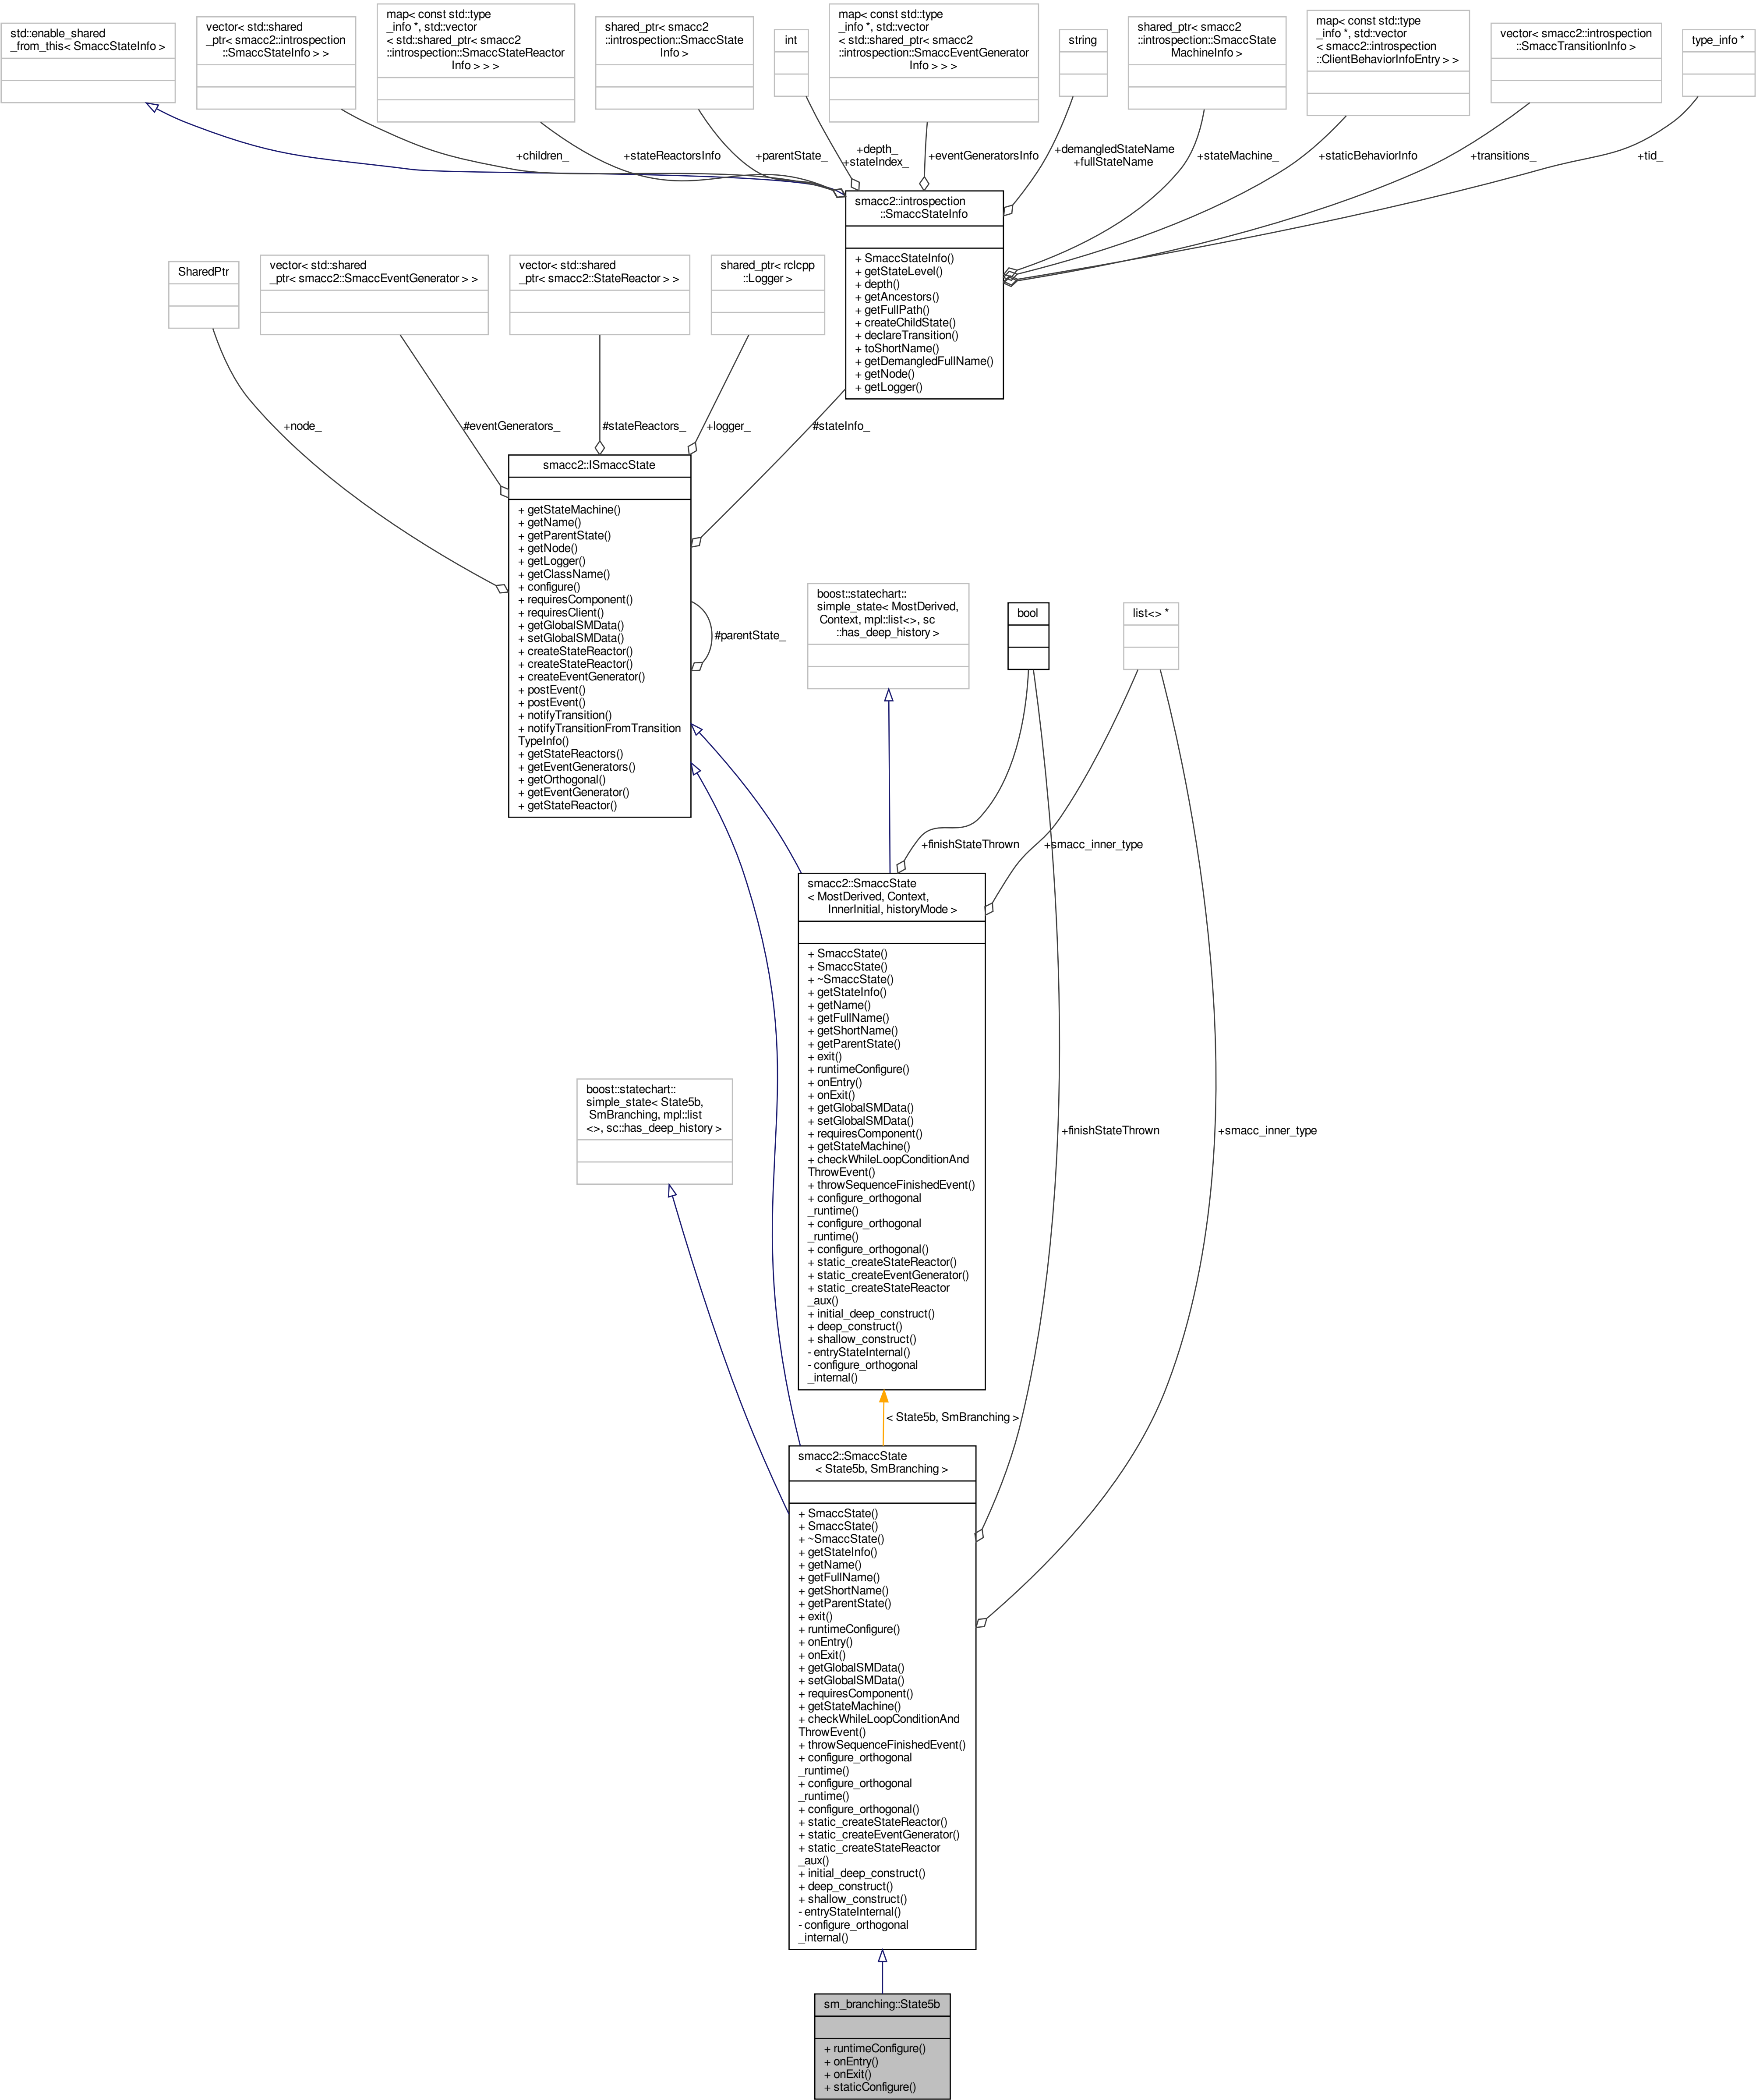 std::enable_shared
_from_this< SmaccStateInfo >
vector< std::shared
_ptr< smacc2::introspection
::SmaccStateInfo > >
map< const std::type
_info *, std::vector
< std::shared_ptr< smacc2
::introspection::SmaccStateReactor
Info > > >
shared_ptr< smacc2
::introspection::SmaccState
Info >
int
map< const std::type
_info *, std::vector
< std::shared_ptr< smacc2
::introspection::SmaccEventGenerator
Info > > >
string
shared_ptr< smacc2
::introspection::SmaccState
MachineInfo >
map< const std::type
_info *, std::vector
< smacc2::introspection
::ClientBehaviorInfoEntry > >
vector< smacc2::introspection
::SmaccTransitionInfo >
type_info *
+children_
+stateReactorsInfo
+parentState_
+depth_
+stateIndex_
+eventGeneratorsInfo
+demangledStateName
+fullStateName
+stateMachine_
+staticBehaviorInfo
+transitions_
+tid_
smacc2::introspection
::SmaccStateInfo
+ SmaccStateInfo()
+ getStateLevel()
+ depth()
+ getAncestors()
+ getFullPath()
+ createChildState()
+ declareTransition()
+ toShortName()
+ getDemangledFullName()
+ getNode()
+ getLogger()
SharedPtr
vector< std::shared
_ptr< smacc2::SmaccEventGenerator > >
vector< std::shared
_ptr< smacc2::StateReactor > >
shared_ptr< rclcpp
::Logger >
+node_
#eventGenerators_
#stateReactors_
+logger_
#stateInfo_
smacc2::ISmaccState
+ getStateMachine()
+ getName()
+ getParentState()
+ getNode()
+ getLogger()
+ getClassName()
+ configure()
+ requiresComponent()
+ requiresClient()
+ getGlobalSMData()
+ setGlobalSMData()
+ createStateReactor()
+ createStateReactor()
+ createEventGenerator()
+ postEvent()
+ postEvent()
+ notifyTransition()
+ notifyTransitionFromTransition
TypeInfo()
+ getStateReactors()
+ getEventGenerators()
+ getOrthogonal()
+ getEventGenerator()
+ getStateReactor()
#parentState_
boost::statechart::
simple_state< MostDerived,
Context, mpl::list<>, sc
::has_deep_history >
bool
list<> *
+finishStateThrown
+smacc_inner_type
smacc2::SmaccState
< MostDerived, Context,
InnerInitial, historyMode >
+ SmaccState()
+ SmaccState()
+ ~SmaccState()
+ getStateInfo()
+ getName()
+ getFullName()
+ getShortName()
+ getParentState()
+ exit()
+ runtimeConfigure()
+ onEntry()
+ onExit()
+ getGlobalSMData()
+ setGlobalSMData()
+ requiresComponent()
+ getStateMachine()
+ checkWhileLoopConditionAnd
ThrowEvent()
+ throwSequenceFinishedEvent()
+ configure_orthogonal
_runtime()
+ configure_orthogonal
_runtime()
+ configure_orthogonal()
+ static_createStateReactor()
+ static_createEventGenerator()
+ static_createStateReactor
_aux()
+ initial_deep_construct()
+ deep_construct()
+ shallow_construct()
- entryStateInternal()
- configure_orthogonal
_internal()
boost::statechart::
simple_state< State5b,
SmBranching, mpl::list
<>, sc::has_deep_history >
+finishStateThrown
+smacc_inner_type
< State5b, SmBranching >
smacc2::SmaccState
< State5b, SmBranching >
+ SmaccState()
+ SmaccState()
+ ~SmaccState()
+ getStateInfo()
+ getName()
+ getFullName()
+ getShortName()
+ getParentState()
+ exit()
+ runtimeConfigure()
+ onEntry()
+ onExit()
+ getGlobalSMData()
+ setGlobalSMData()
+ requiresComponent()
+ getStateMachine()
+ checkWhileLoopConditionAnd
ThrowEvent()
+ throwSequenceFinishedEvent()
+ configure_orthogonal
_runtime()
+ configure_orthogonal
_runtime()
+ configure_orthogonal()
+ static_createStateReactor()
+ static_createEventGenerator()
+ static_createStateReactor
_aux()
+ initial_deep_construct()
+ deep_construct()
+ shallow_construct()
- entryStateInternal()
- configure_orthogonal
_internal()
sm_branching::State5b
+ runtimeConfigure()
+ onEntry()
+ onExit()
+ staticConfigure()